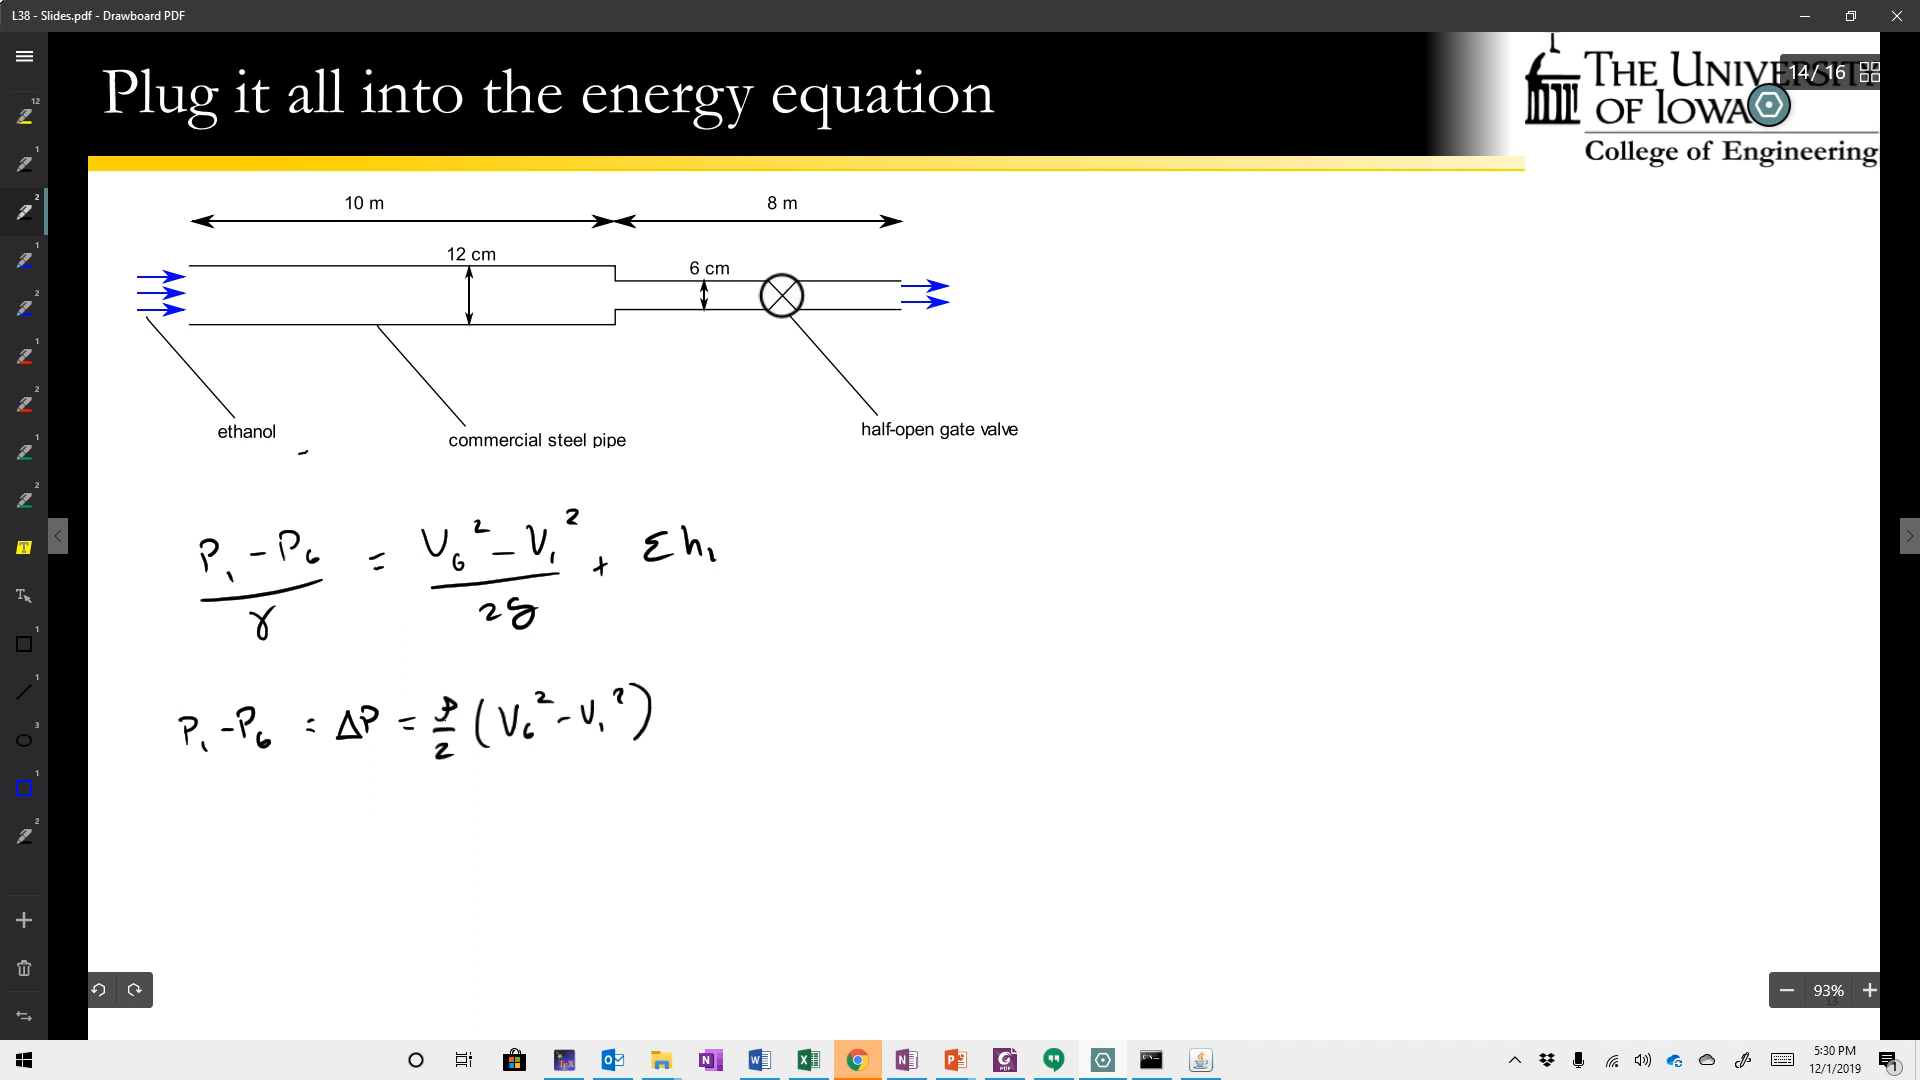 L38 - Slides.pdf - Drawboard PDF
Plug it all into the energy equation
THE UNIVERSIT
OF IOWA
College of Engineering
14 / 16
10 m
8 m
12 cm
6 cm
ethanol
commercial steel pipe
half-open gate valve
P₁ - P₆ / γ = V₆² - V₁² / 2g + Σh₁
P₁ - P₆ = ΔP = ρ/2 (V₆² - V₁²)
93%
13
5:30 PM
12/1/2019